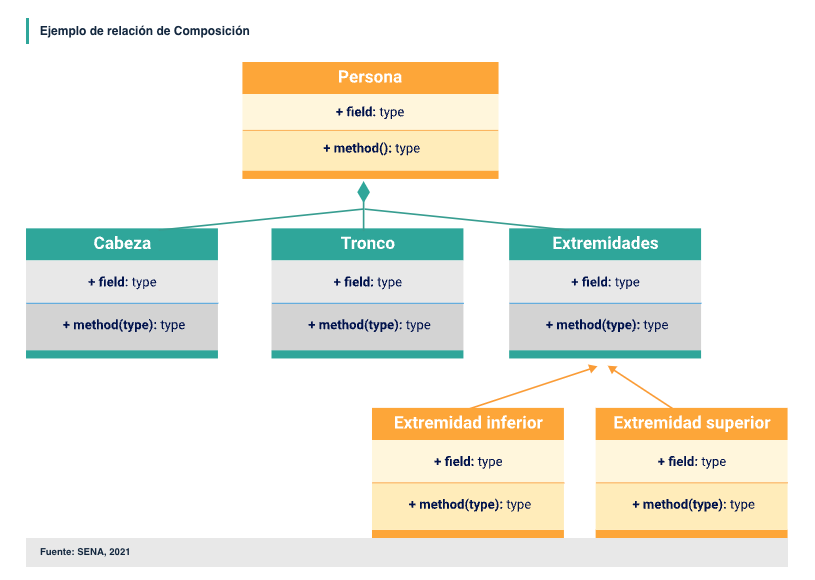 Ejemplo de relación de Composición
Persona
+ field: type
+ method(): type
Cabeza
+ field: type
+ method(type): type
Tronco
+ field: type
+ method(type): type
Extremidades
+ field: type
+ method(type): type
Extremidad inferior
+ field: type
+ method(type): type
Extremidad superior
+ field: type
+ method(type): type
Fuente: SENA, 2021